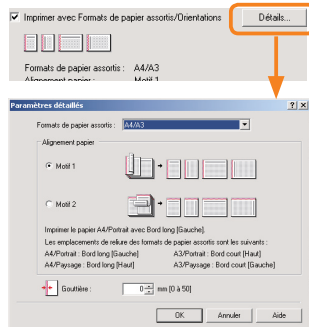 Imprimer avec Formats de papier assortis/Orientations Détails...
Formats de papier assortis : A4/A3
Alignement papier : Motif 1
Paramètres détaillés
Formats de papier assortis : A4/A3
Alignement papier
Motif 1
Motif 2
Imprimer le papier A4/Portrait avec Bord long [Gauche].
Les emplacements de reliure des formats de papier assortis sont les suivants :
A4/Portrait : Bord long [Gauche] A3/Portrait : Bord court [Haut]
A4/Paysage : Bord long [Haut] A3/Paysage : Bord court [Gauche]
Gouttière : 0 mm [0 à 50]
OK Annuler Aide